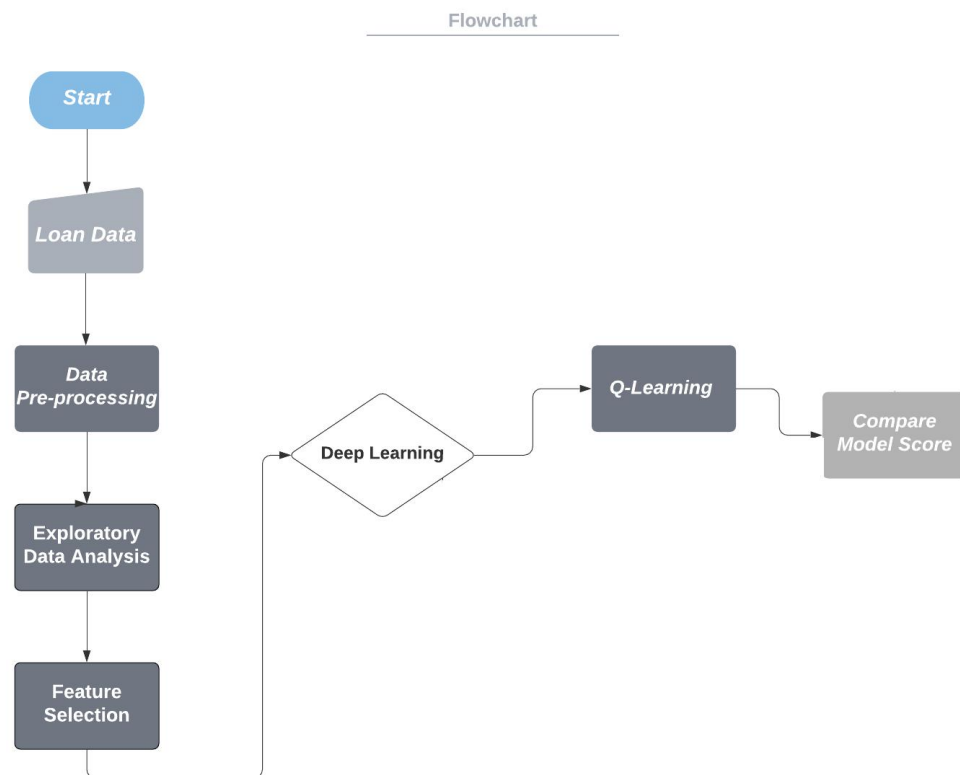 Flowchart
Start
Loan Data
Data
Pre-processing
Exploratory
Data Analysis
Feature
Selection
Deep Learning
Q-Learning
Compare
Model Score